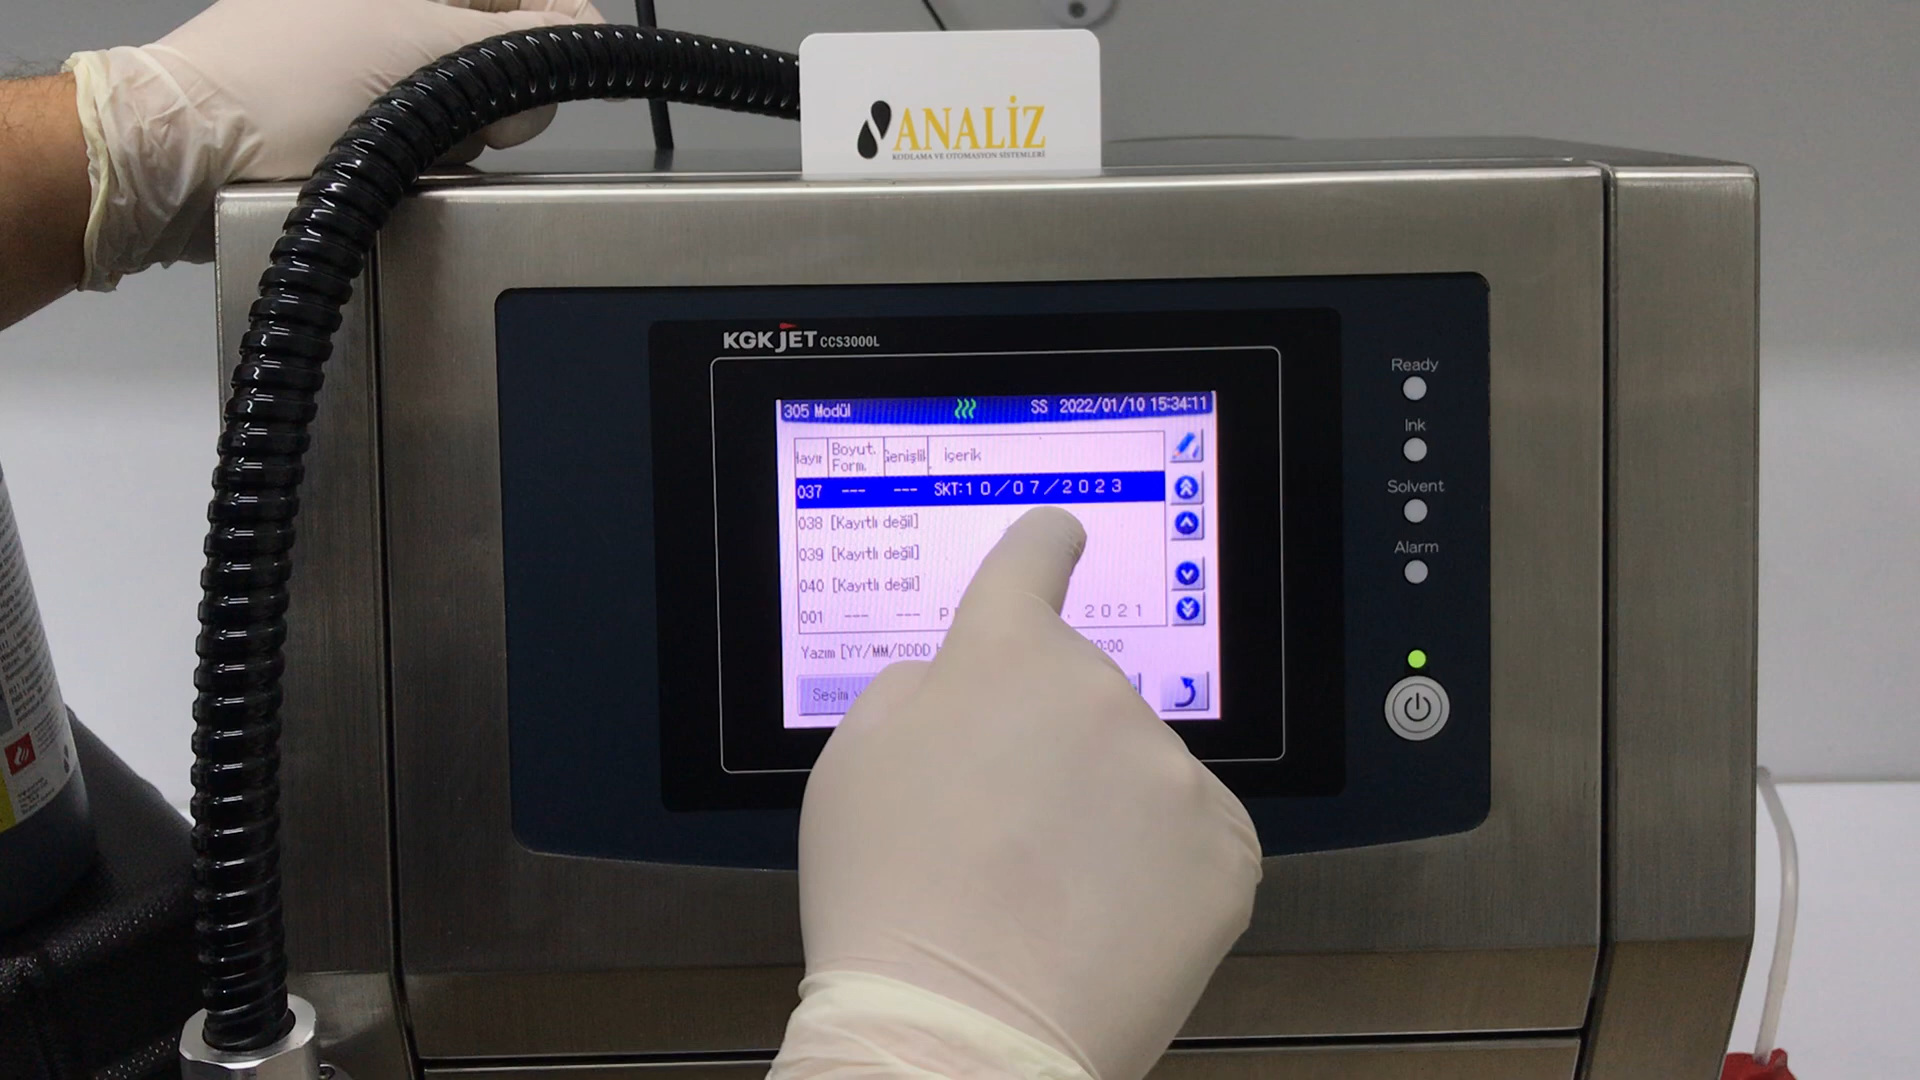 ANALİZ
KODLAMA VE OTOMASYON SİSTEMLERİ
KGK JET CCS3000L
305 Modül SS 2022/01/10 15:34:11
Hayır Boyut. Form. Genişlik İçerik
037 --- --- SKT:10/07/2023
038 [Kayıtlı değil]
039 [Kayıtlı değil]
040 [Kayıtlı değil]
001 --- --- 2021
Yazım [YY/MM/DDDD :00
Seçim
Ready
Ink
Solvent
Alarm